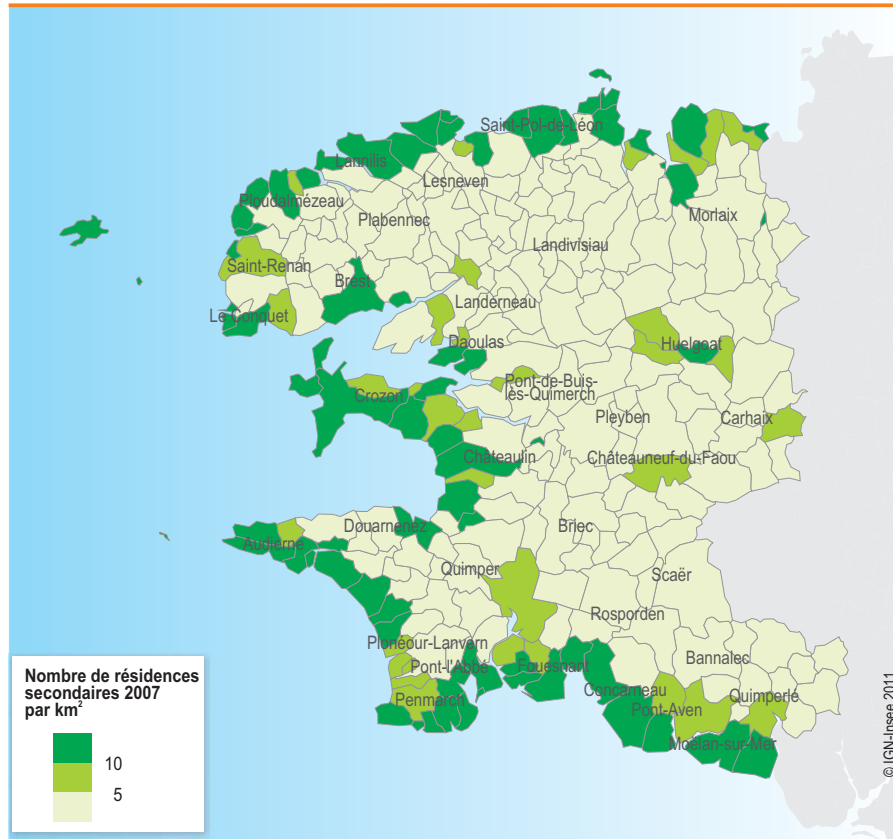 Saint-Pol-de-Léon
Lannilis
Lesneven
Ploudalmézeau
Plabennec
Morlaix
Landivisiau
Saint-Renan
Brest
Landerneau
Le Conquet
Daoulas
Huelgoat
Pont-de-Buis-
lès-Quimerch
Crozon
Pleyben
Carhaix
Châteaulin
Châteauneuf-du-Faou
Douarnenez
Briec
Audierne
Quimper
Scaër
Rosporden
Plonéour-Lanvern
Bannalec
Pont-l'Abbé
Fouesnant
Concarneau
Quimperlé
Penmarch
Pont-Aven
Moëlan-sur-Mer
Nombre de résidences
secondaires 2007
par km²
10
5
© IGN-Insee 2011